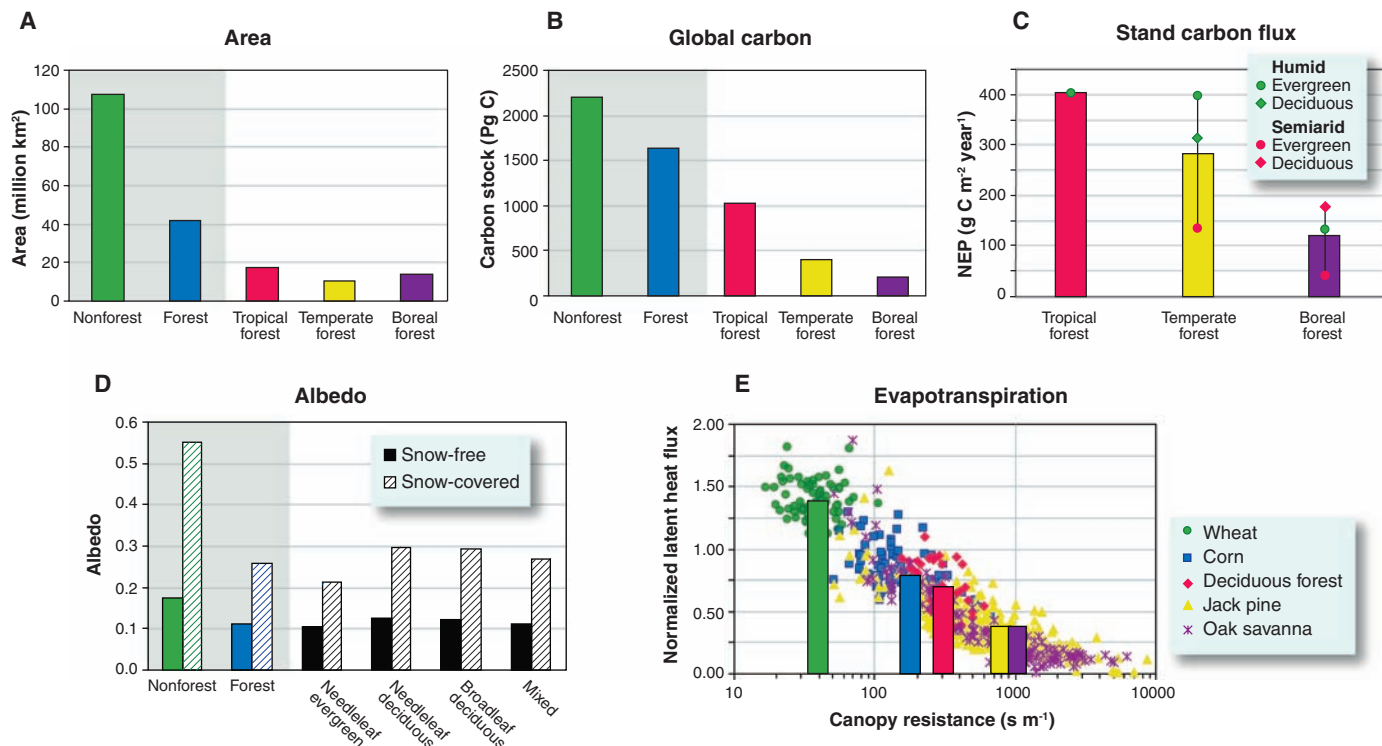 A
Area
Area (million km²)
120
100
80
60
40
20
0
Nonforest
Forest
Tropical
forest
Temperate
forest
Boreal
forest
B
Global carbon
Carbon stock (Pg C)
2500
2000
1500
1000
500
0
Nonforest
Forest
Tropical
forest
Temperate
forest
Boreal
forest
C
Stand carbon flux
NEP (g C m⁻² year¹)
400
300
200
100
0
Humid
Evergreen
Deciduous
Semiarid
Evergreen
Deciduous
Tropical
forest
Temperate
forest
Boreal
forest
D
Albedo
Albedo
0.6
0.5
0.4
0.3
0.2
0.1
0.0
Snow-free
Snow-covered
Nonforest
Forest
Needleleaf
evergreen
Needleleaf
deciduous
Broadleaf
deciduous
Mixed
E
Evapotranspiration
Normalized latent heat flux
2.00
1.50
1.00
0.50
0.00
10
100
1000
10000
Canopy resistance (s m⁻¹)
Wheat
Corn
Deciduous forest
Jack pine
Oak savanna